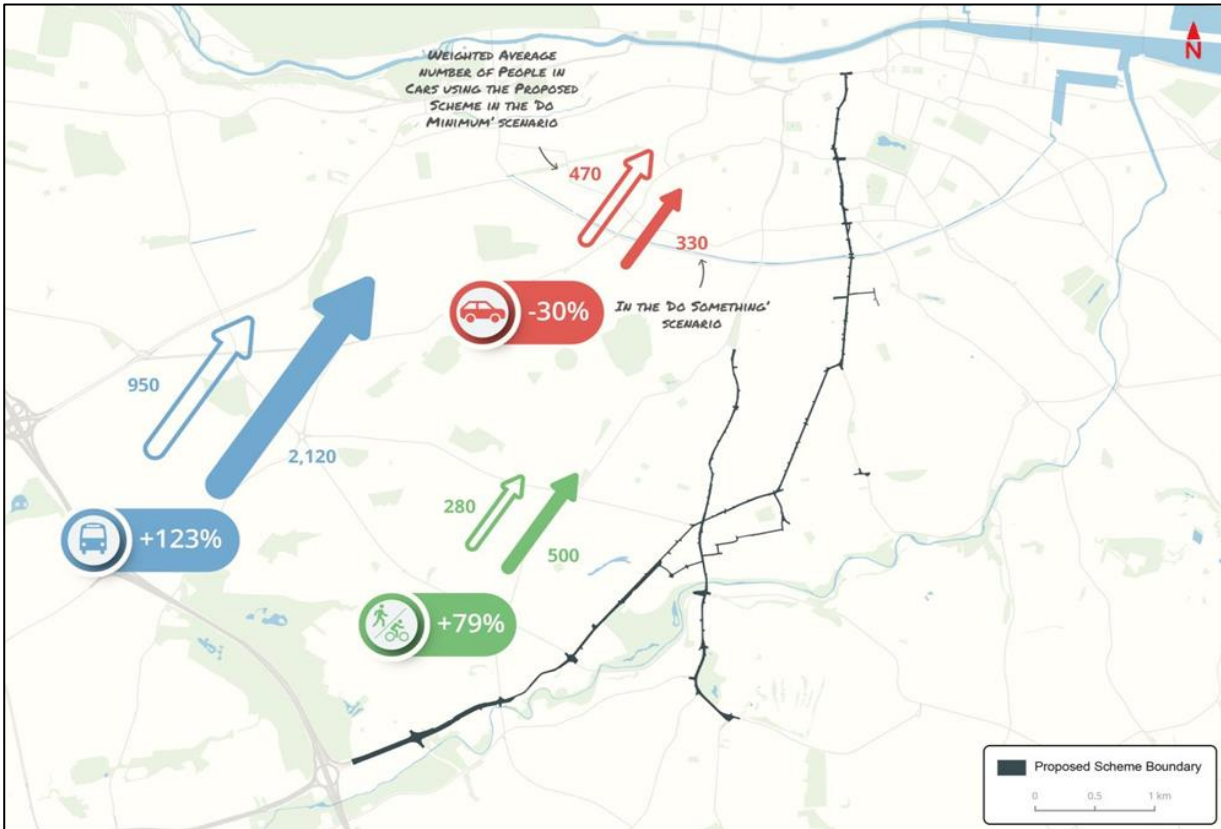 N
WEIGHTED AVERAGE
NUMBER OF PEOPLE IN
CARS USING THE PROPOSED
SCHEME IN THE 'DO
MINIMUM' SCENARIO
470
330
-30%
IN THE 'DO SOMETHING'
SCENARIO
950
2,120
+123%
280
500
+79%
Proposed Scheme Boundary
0 0.5 1 km